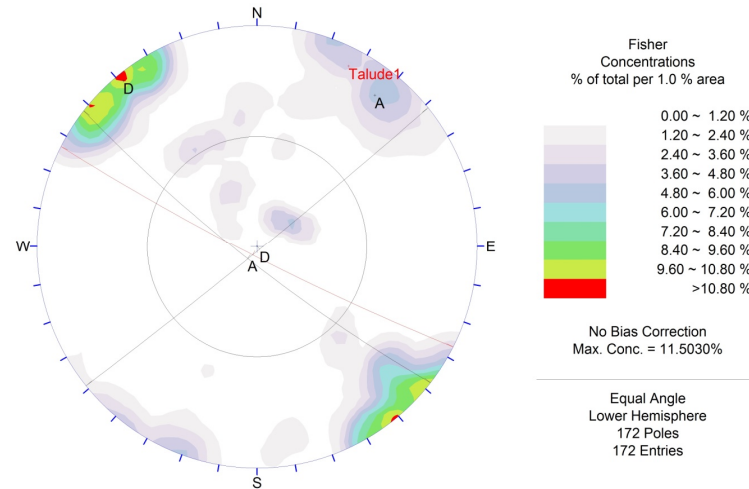 N
Talude1
D
A
W
E
D
A
S
Fisher
Concentrations
% of total per 1.0 % area
0.00 ~ 1.20 %
1.20 ~ 2.40 %
2.40 ~ 3.60 %
3.60 ~ 4.80 %
4.80 ~ 6.00 %
6.00 ~ 7.20 %
7.20 ~ 8.40 %
8.40 ~ 9.60 %
9.60 ~ 10.80 %
>10.80 %
No Bias Correction
Max. Conc. = 11.5030%
Equal Angle
Lower Hemisphere
172 Poles
172 Entries